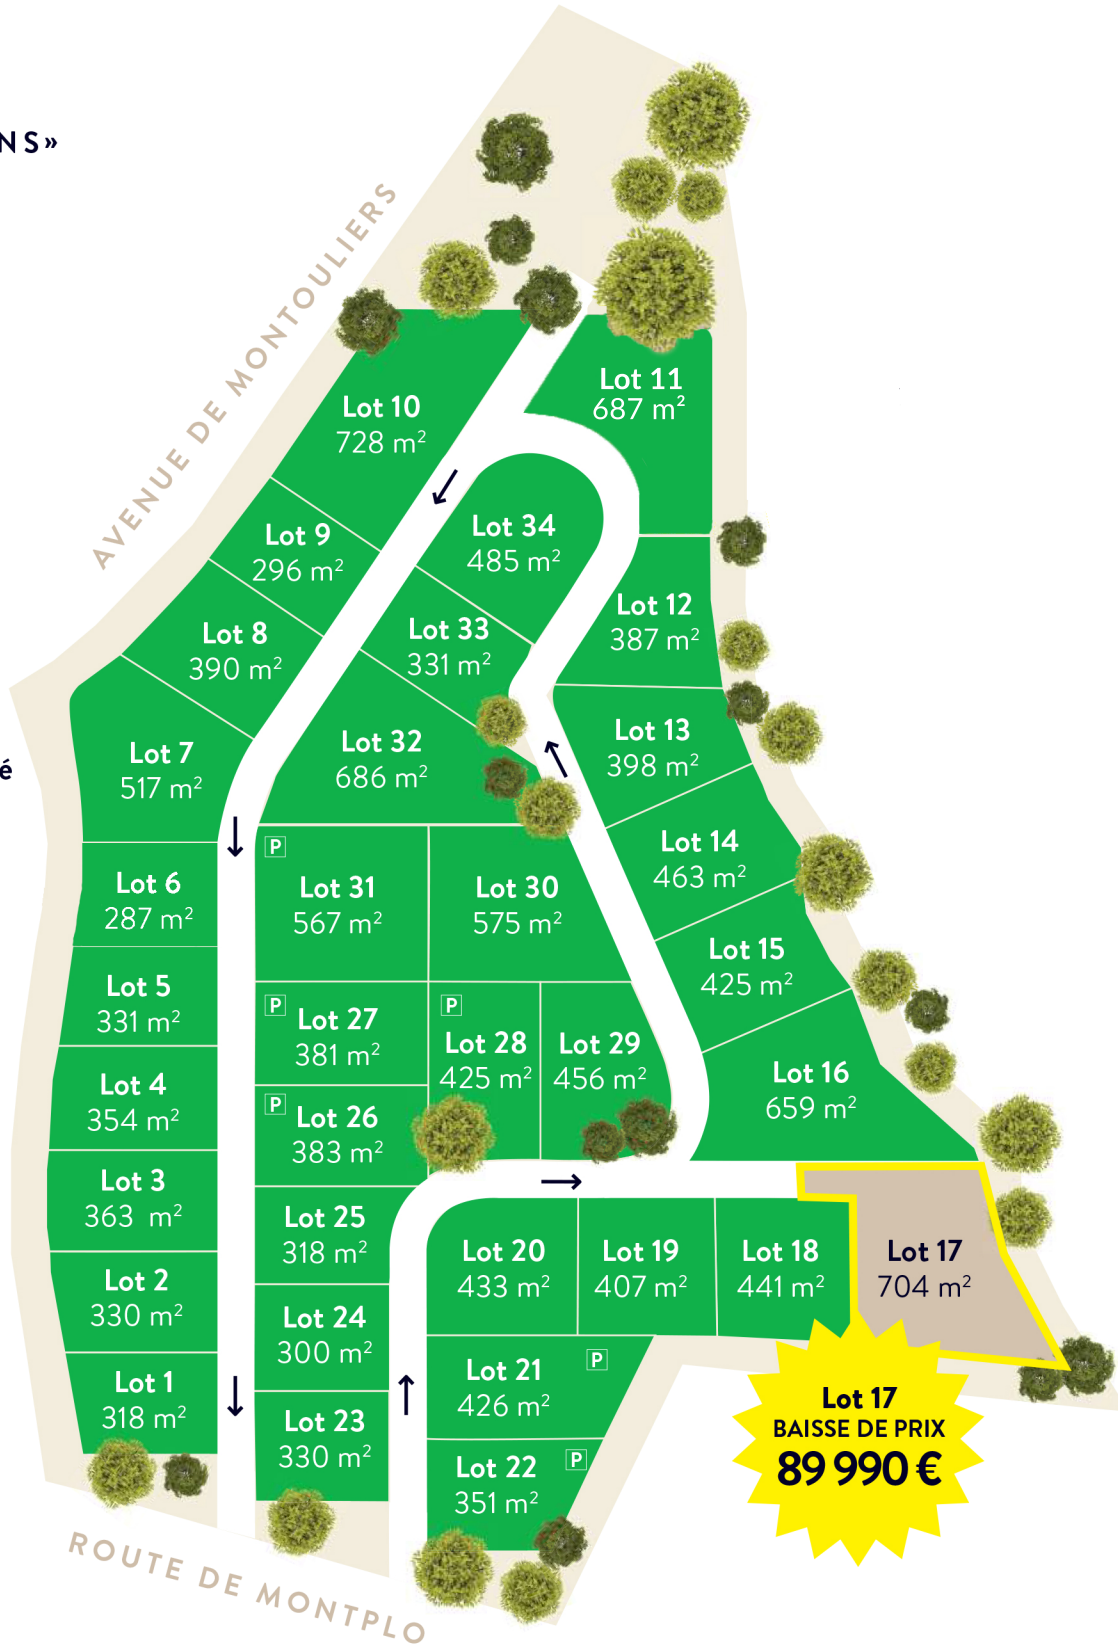 NS»
AVENUE DE MONTOULIERS
Lot 11
687 m²
Lot 10
728 m²
Lot 34
485 m²
Lot 9
296 m²
Lot 12
387 m²
Lot 33
331 m²
Lot 8
390 m²
Lot 13
398 m²
Lot 32
686 m²
Lot 7
517 m²
é
Lot 14
463 m²
P
Lot 31
567 m²
Lot 30
575 m²
Lot 6
287 m²
Lot 15
425 m²
Lot 5
331 m²
P
Lot 27
381 m²
P
Lot 28
425 m²
Lot 29
456 m²
Lot 16
659 m²
Lot 4
354 m²
P
Lot 26
383 m²
Lot 3
363 m²
Lot 25
318 m²
Lot 20
433 m²
Lot 19
407 m²
Lot 18
441 m²
Lot 17
704 m²
Lot 2
330 m²
Lot 24
300 m²
Lot 21
426 m²
P
Lot 1
318 m²
Lot 23
330 m²
Lot 22
351 m²
P
Lot 17
BAISSE DE PRIX
89 990 €
ROUTE DE MONTPLO